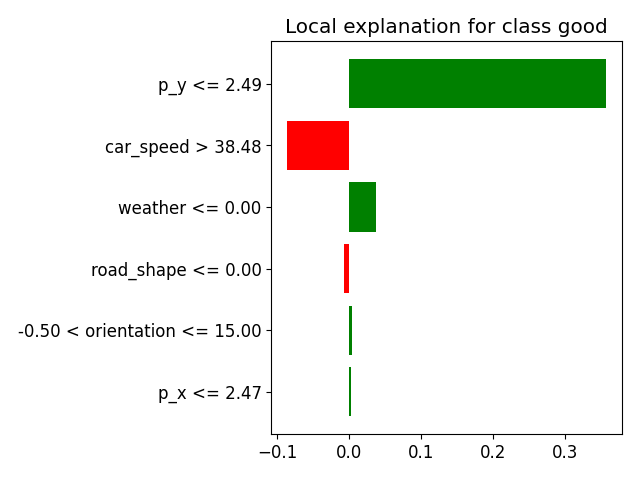 Local explanation for class good
p_y <= 2.49
car_speed > 38.48
weather <= 0.00
road_shape <= 0.00
-0.50 < orientation <= 15.00
p_x <= 2.47
−0.1 0.0 0.1 0.2 0.3